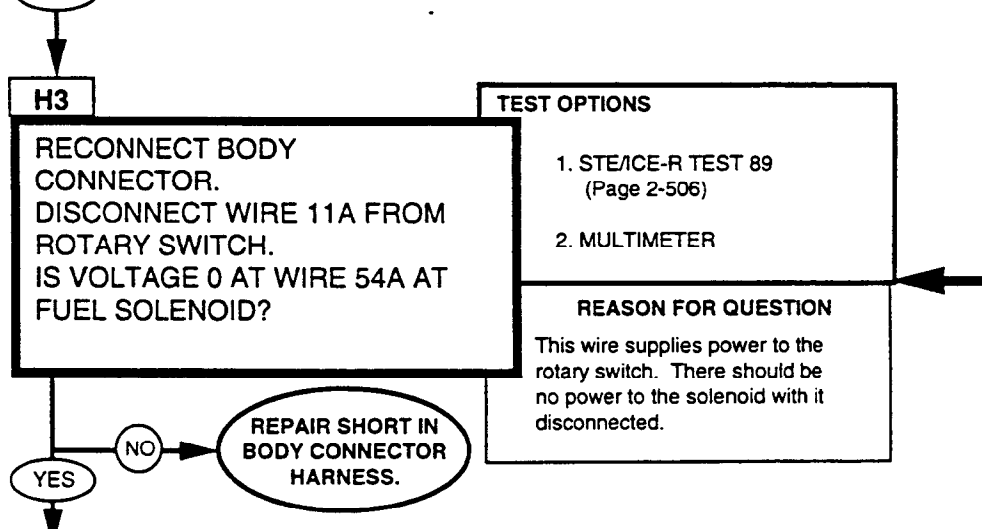 H3
RECONNECT BODY
CONNECTOR.
DISCONNECT WIRE 11A FROM
ROTARY SWITCH.
IS VOLTAGE 0 AT WIRE 54A AT
FUEL SOLENOID?
TEST OPTIONS
1. STE/ICE-R TEST 89
(Page 2-506)
2. MULTIMETER
REASON FOR QUESTION
This wire supplies power to the
rotary switch. There should be
no power to the solenoid with it
disconnected.
NO
REPAIR SHORT IN
BODY CONNECTOR
HARNESS.
YES